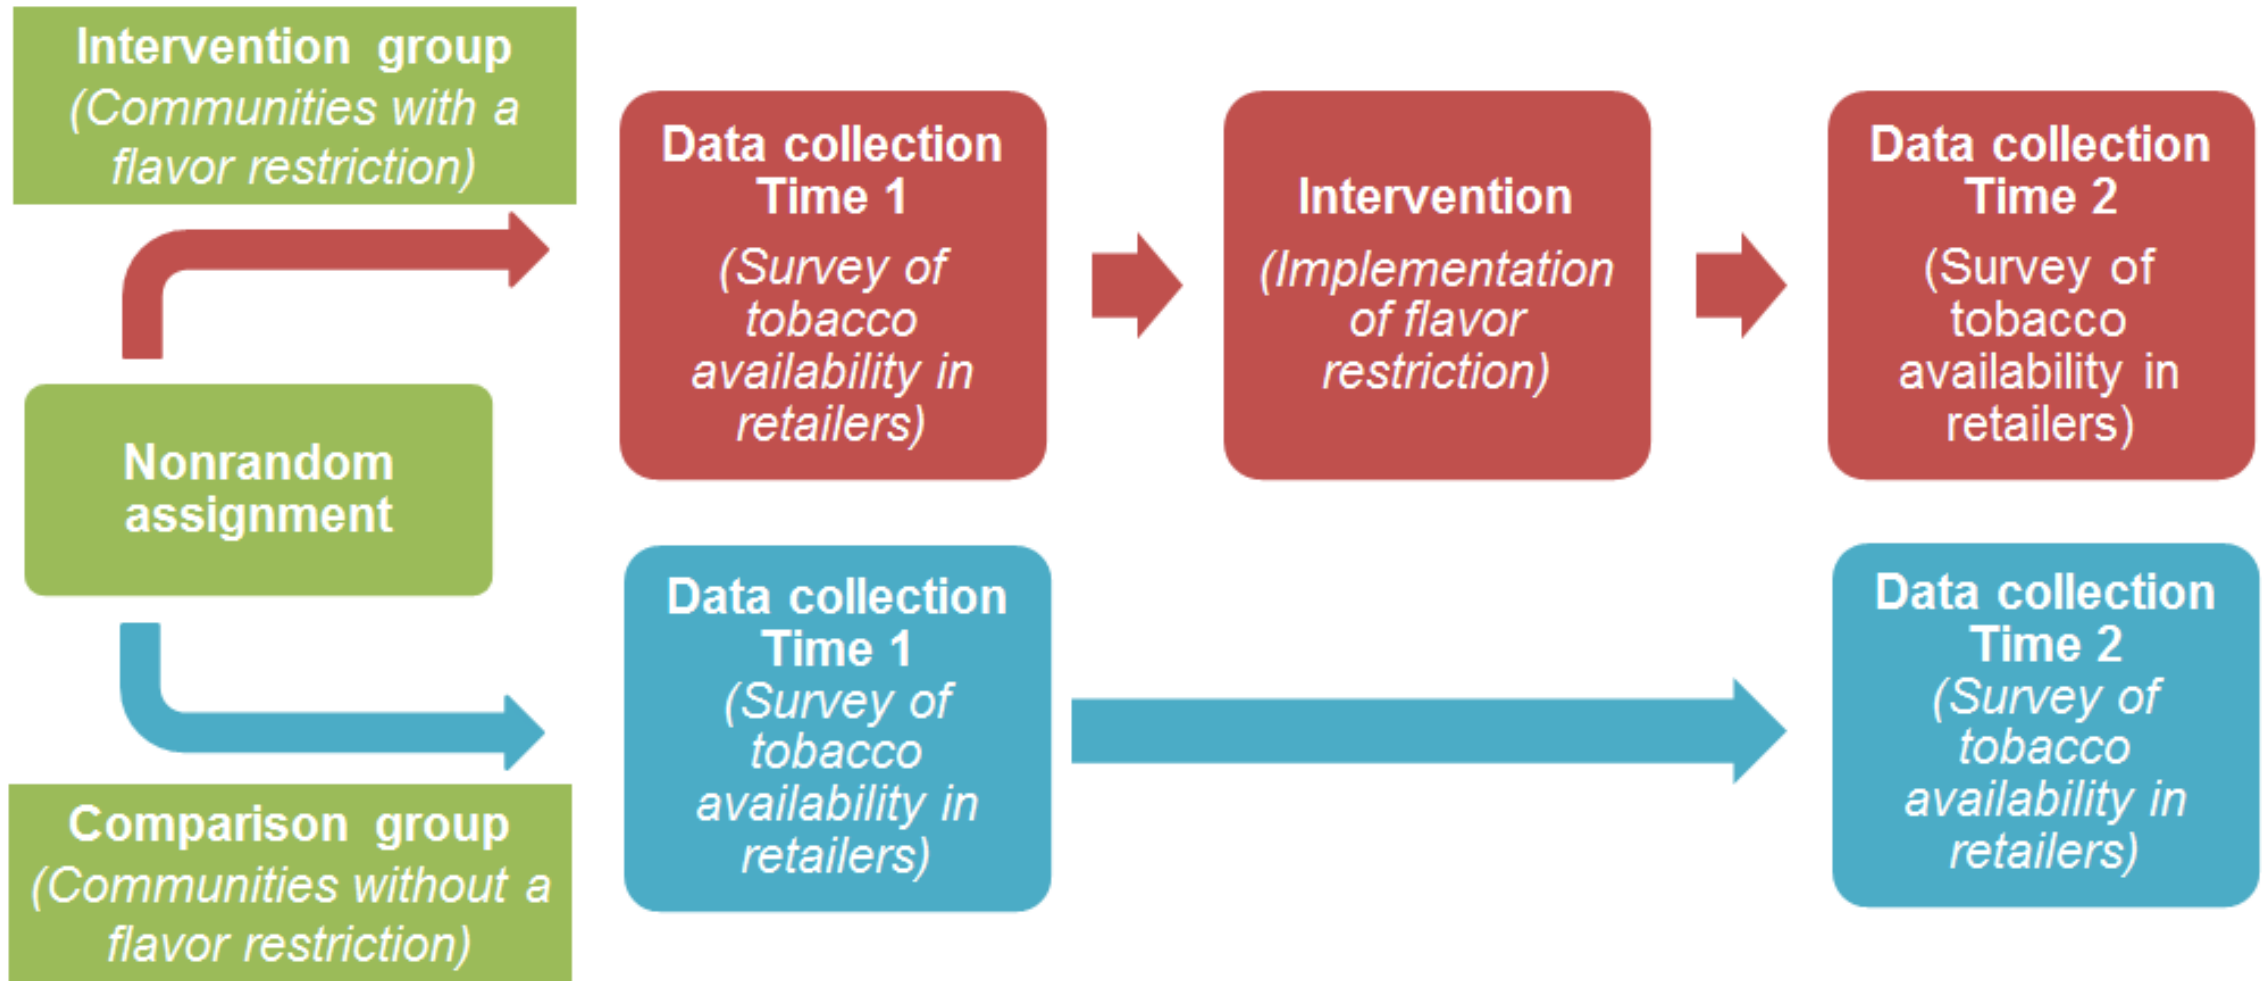 Intervention group
(Communities with a
flavor restriction)
Data collection
Time 1
(Survey of
tobacco
availability in
retailers)
Intervention
(Implementation
of flavor
restriction)
Data collection
Time 2
(Survey of
tobacco
availability in
retailers)
Nonrandom
assignment
Data collection
Time 1
(Survey of
tobacco
availability in
retailers)
Data collection
Time 2
(Survey of
tobacco
availability in
retailers)
Comparison group
(Communities without a
flavor restriction)